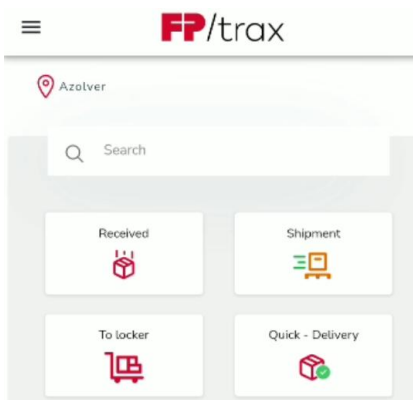 FP/trax
Azolver
Search
Received
Shipment
To locker
Quick - Delivery